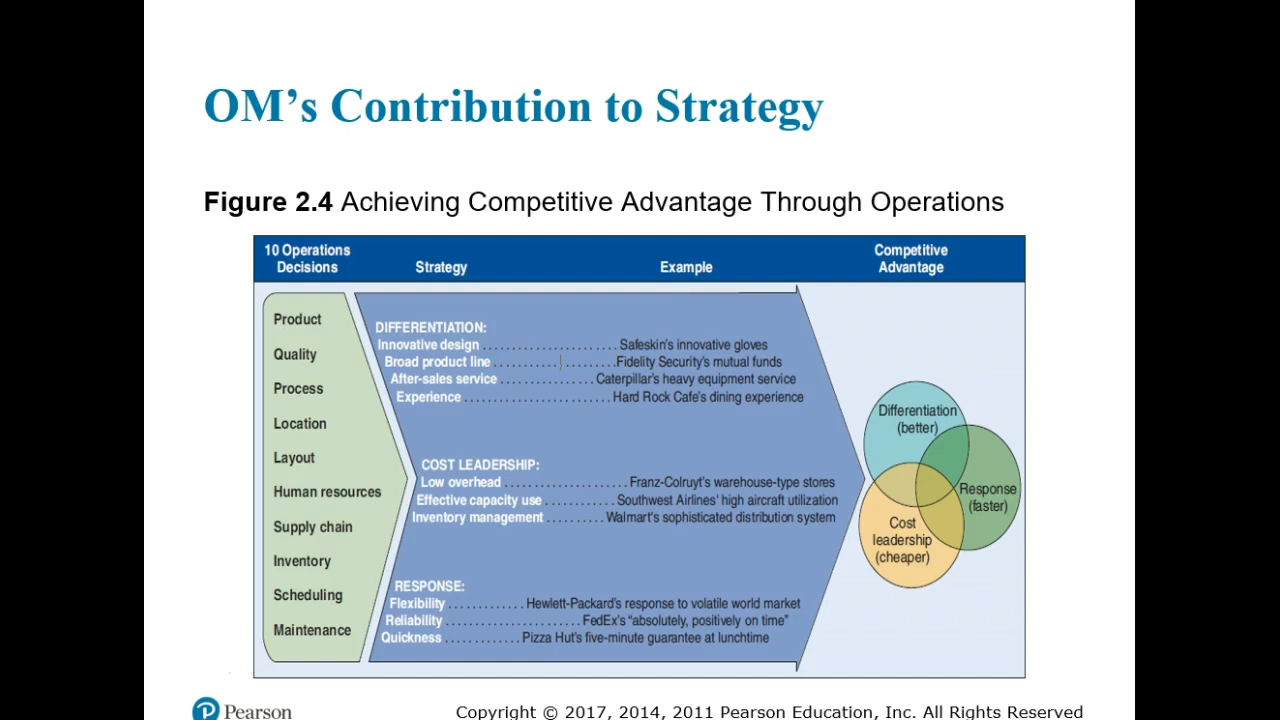 OM’s Contribution to Strategy
Figure 2.4 Achieving Competitive Advantage Through Operations
10 Operations
Decisions
Strategy
Example
Competitive
Advantage
Product
Quality
Process
Location
Layout
Human resources
Supply chain
Inventory
Scheduling
Maintenance
DIFFERENTIATION:
Innovative design . . . . . . . . . . . . . . . . . . . . . . . Safeskin's innovative gloves
Broad product line . . . . . . . . . . . . . . . . . . . . Fidelity Security's mutual funds
After-sales service . . . . . . . . . . . . . . . Caterpillar's heavy equipment service
Experience . . . . . . . . . . . . . . . . . . . . . . . . . Hard Rock Cafe's dining experience
COST LEADERSHIP:
Low overhead . . . . . . . . . . . . . . . . . . . . . Franz-Colruyt's warehouse-type stores
Effective capacity use . . . . . . . . . . . . Southwest Airlines' high aircraft utilization
Inventory management . . . . . . . . . . Walmart's sophisticated distribution system
RESPONSE:
Flexibility . . . . . . . . . . . . . Hewlett-Packard's response to volatile world market
Reliability . . . . . . . . . . . . . . . . . . . . . . . FedEx's “absolutely, positively on time”
Quickness . . . . . . . . . . . . . Pizza Hut's five-minute guarantee at lunchtime
Differentiation
(better)
Response
(faster)
Cost
leadership
(cheaper)
Pearson
Copyright © 2017, 2014, 2011 Pearson Education, Inc. All Rights Reserved